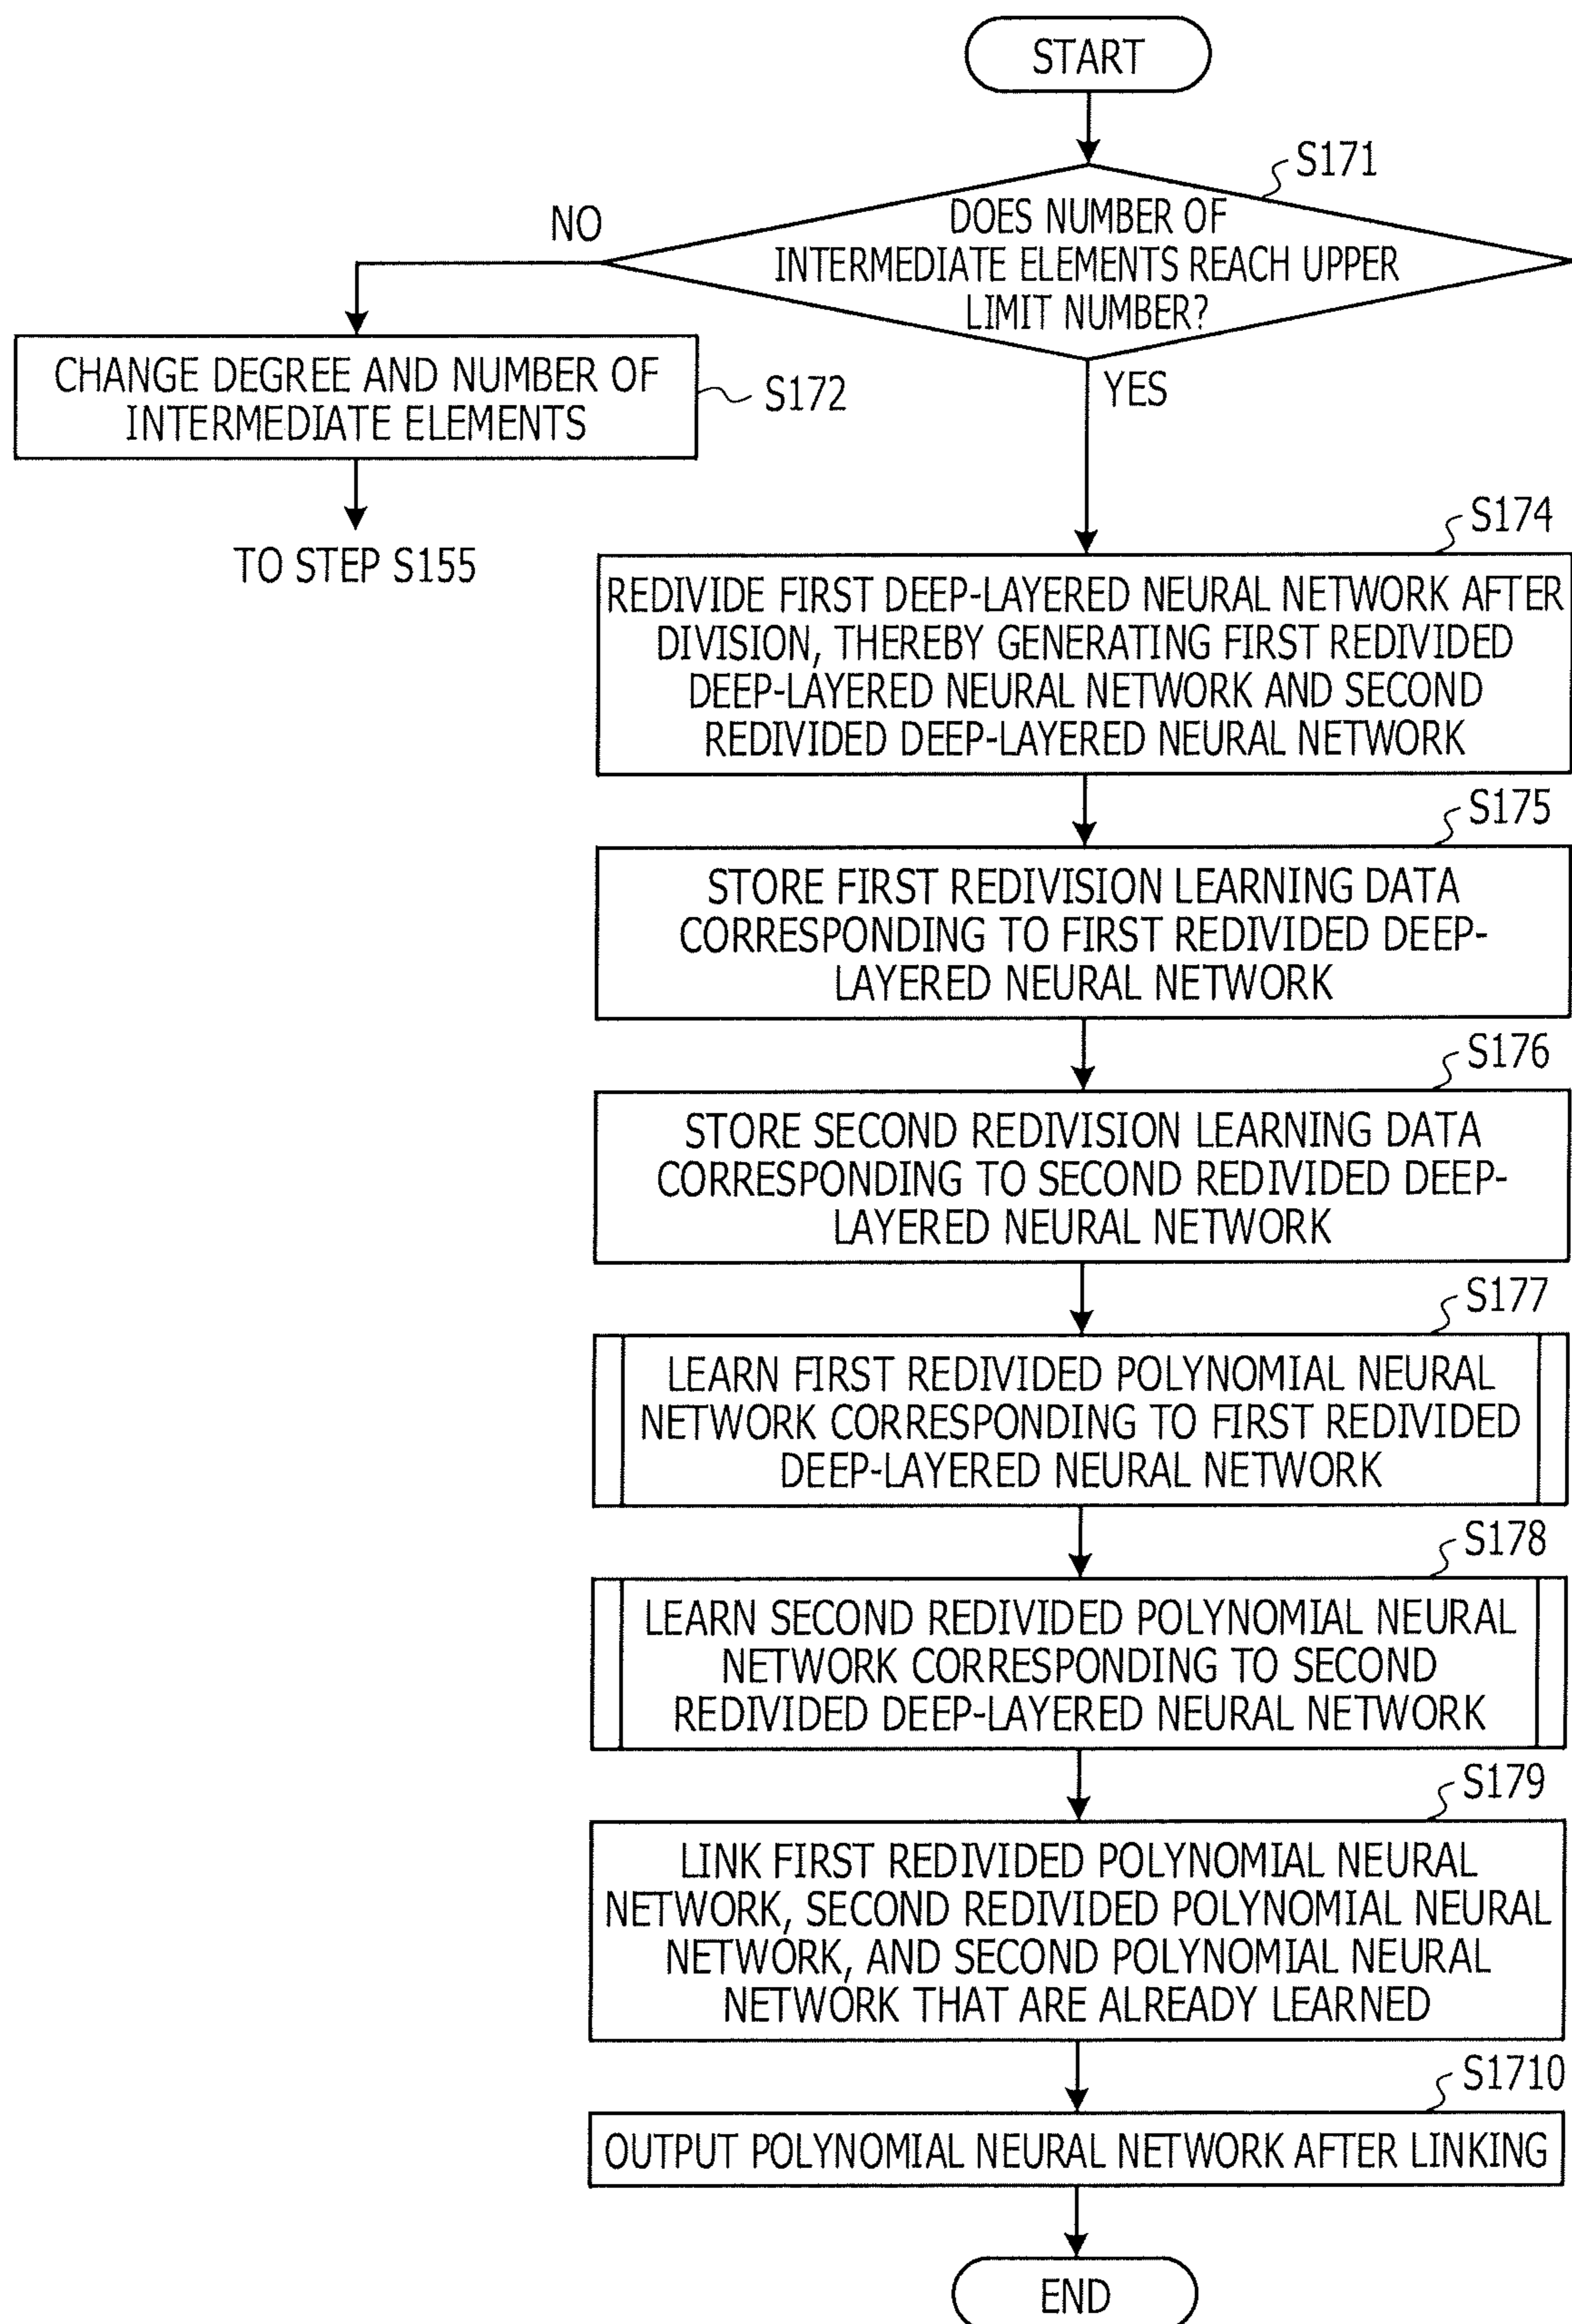 START
S171
DOES NUMBER OF
INTERMEDIATE ELEMENTS REACH UPPER
LIMIT NUMBER?
NO
YES
CHANGE DEGREE AND NUMBER OF
INTERMEDIATE ELEMENTS
S172
TO STEP S155
S174
REDIVIDE FIRST DEEP-LAYERED NEURAL NETWORK AFTER
DIVISION, THEREBY GENERATING FIRST REDIVIDED
DEEP-LAYERED NEURAL NETWORK AND SECOND
REDIVIDED DEEP-LAYERED NEURAL NETWORK
S175
STORE FIRST REDIVISION LEARNING DATA
CORRESPONDING TO FIRST REDIVIDED DEEP-
LAYERED NEURAL NETWORK
S176
STORE SECOND REDIVISION LEARNING DATA
CORRESPONDING TO SECOND REDIVIDED DEEP-
LAYERED NEURAL NETWORK
S177
LEARN FIRST REDIVIDED POLYNOMIAL NEURAL
NETWORK CORRESPONDING TO FIRST REDIVIDED
DEEP-LAYERED NEURAL NETWORK
S178
LEARN SECOND REDIVIDED POLYNOMIAL NEURAL
NETWORK CORRESPONDING TO SECOND
REDIVIDED DEEP-LAYERED NEURAL NETWORK
S179
LINK FIRST REDIVIDED POLYNOMIAL NEURAL
NETWORK, SECOND REDIVIDED POLYNOMIAL NEURAL
NETWORK, AND SECOND POLYNOMIAL NEURAL
NETWORK THAT ARE ALREADY LEARNED
S1710
OUTPUT POLYNOMIAL NEURAL NETWORK AFTER LINKING
END